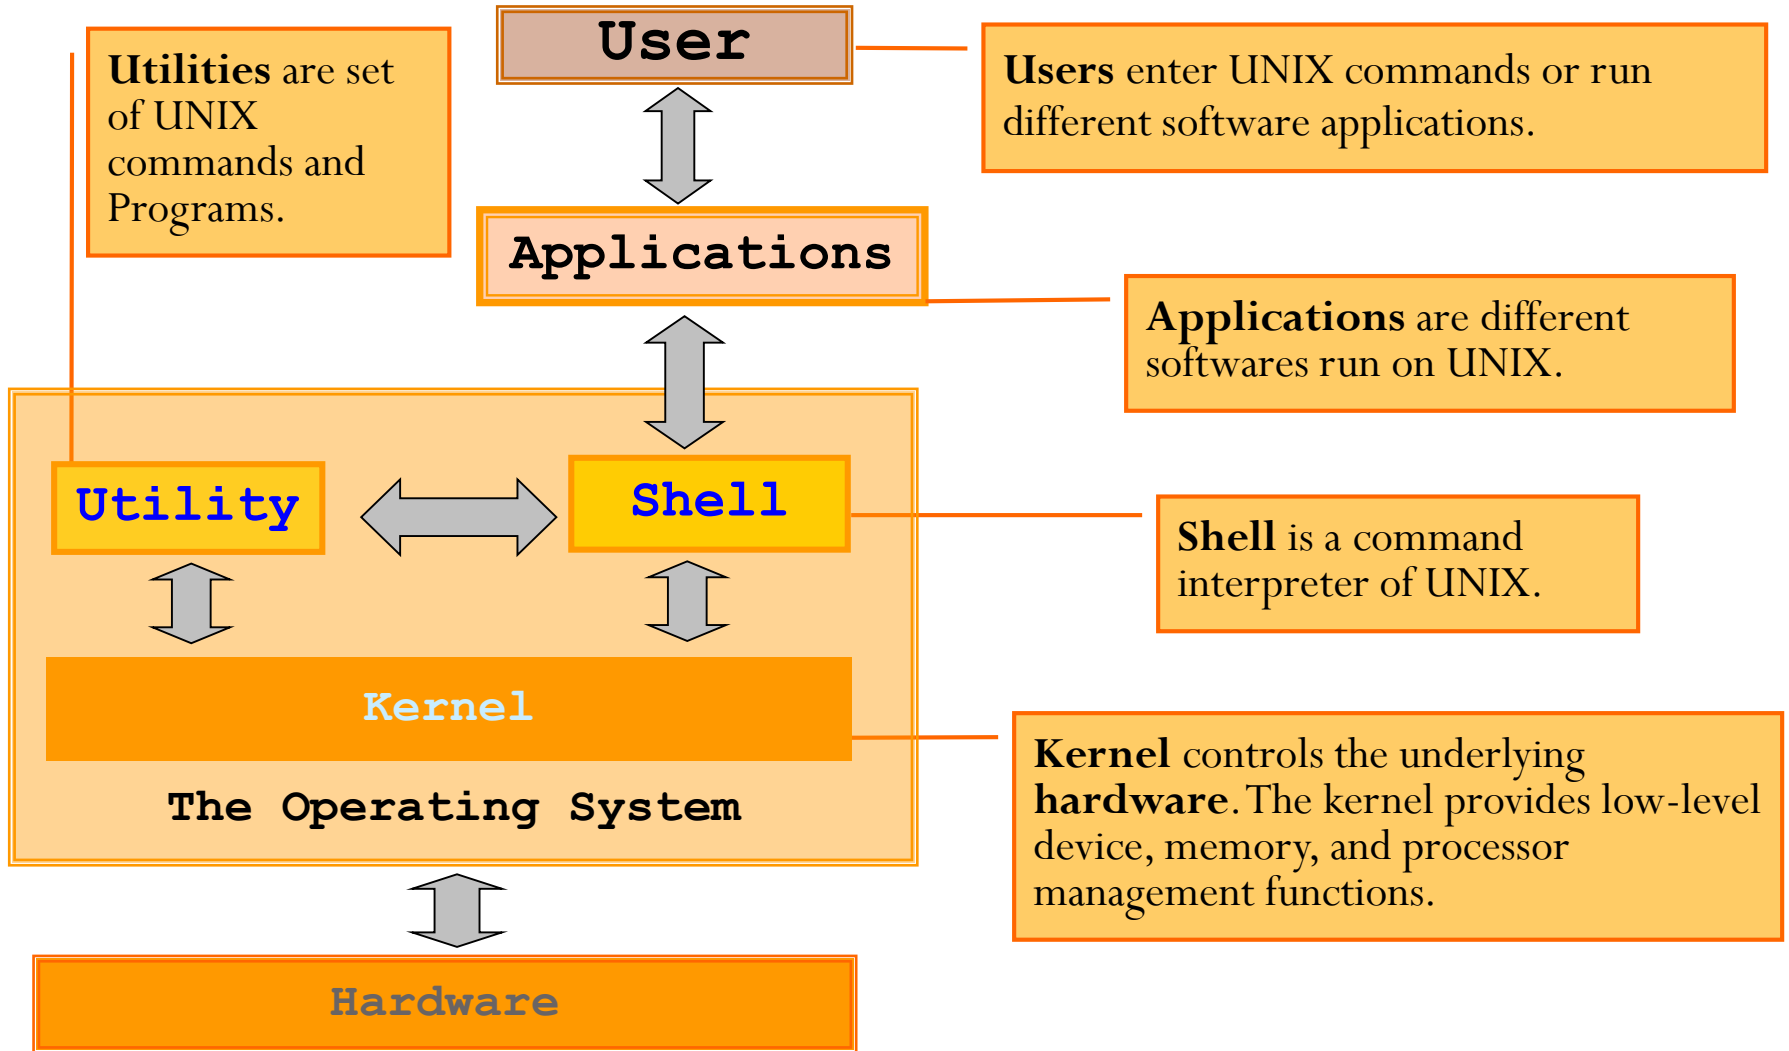 User
Utilities are set
of UNIX
commands and
Programs.
Users enter UNIX commands or run
different software applications.
Applications
Applications are different
softwares run on UNIX.
Utility
Shell
Shell is a command
interpreter of UNIX.
Kernel
Kernel controls the underlying
hardware. The kernel provides low-level
device, memory, and processor
management functions.
The Operating System
Hardware